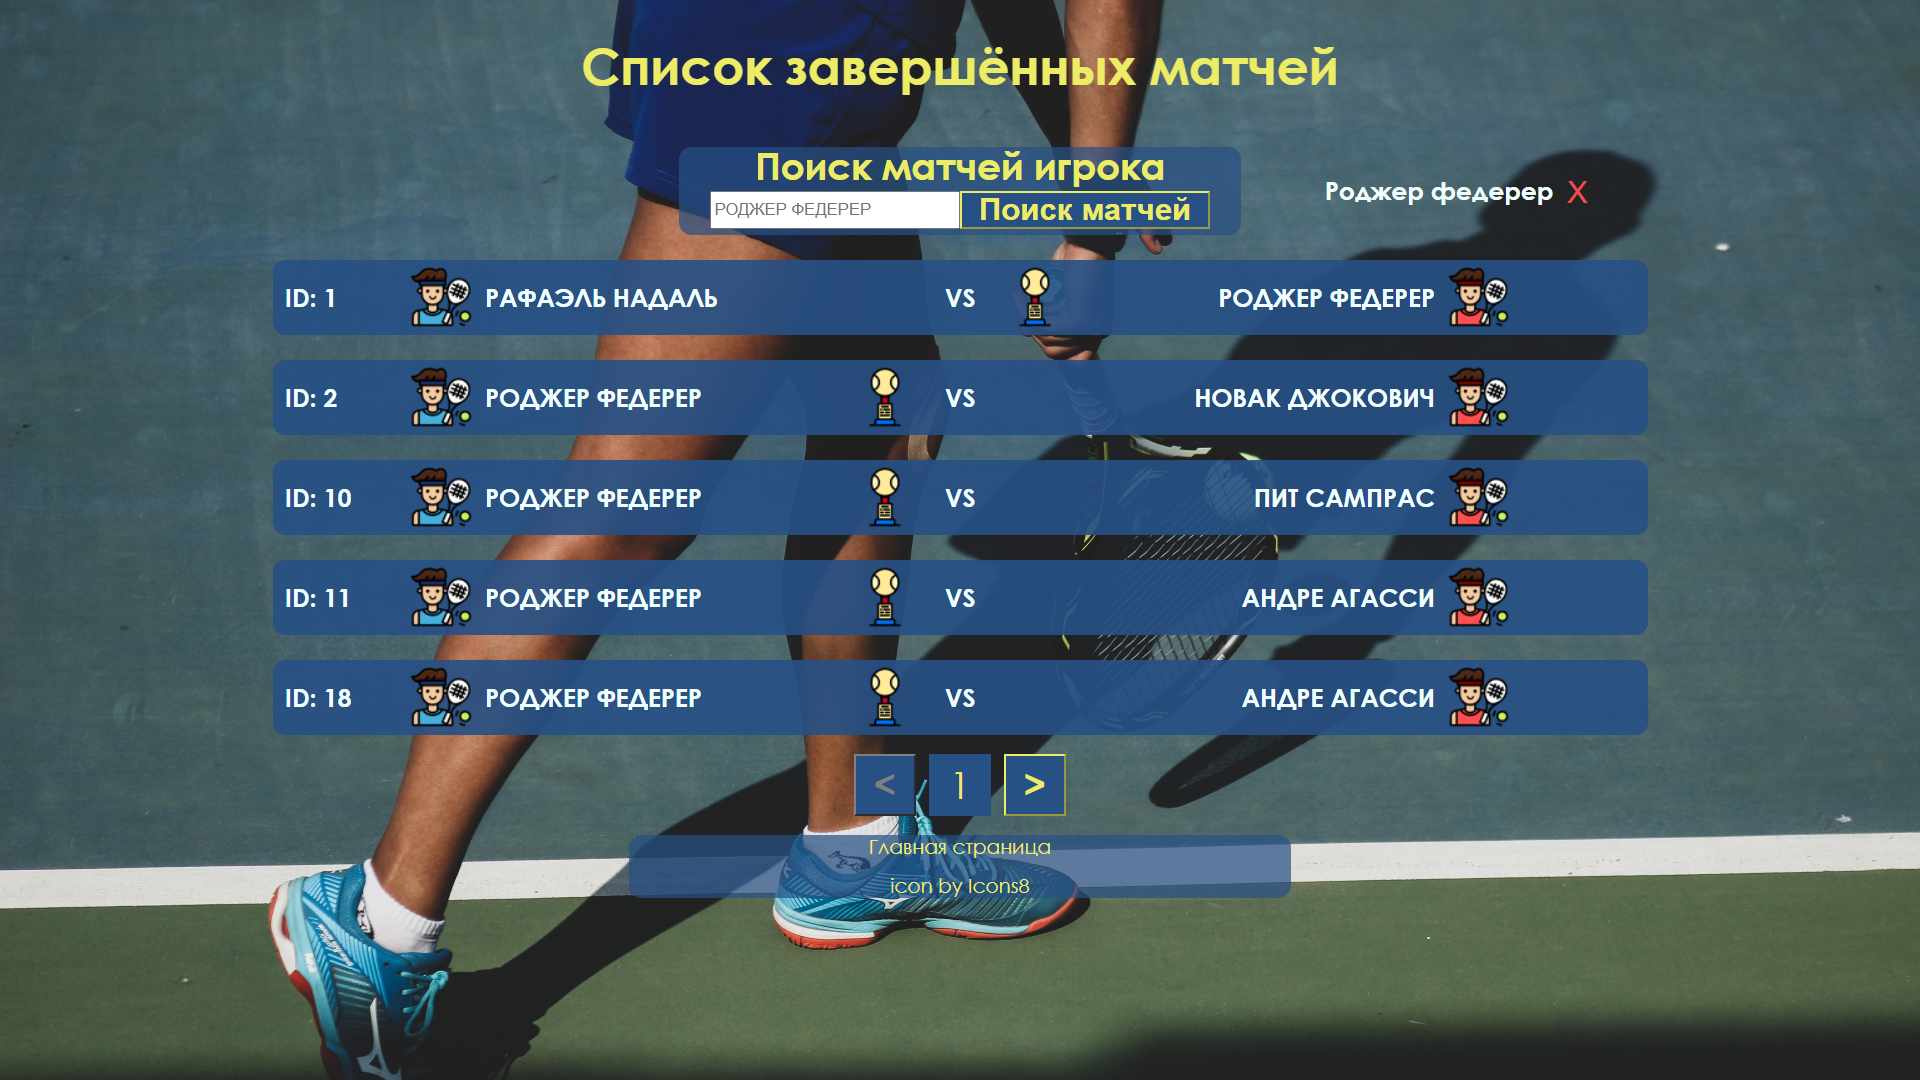 Список завершённых матчей
Поиск матчей игрока
РОДЖЕР ФЕДЕРЕР Поиск матчей
Роджер федерер X
ID: 1 РАФАЭЛЬ НАДАЛЬ VS РОДЖЕР ФЕДЕРЕР
ID: 2 РОДЖЕР ФЕДЕРЕР VS НОВАК ДЖОКОВИЧ
ID: 10 РОДЖЕР ФЕДЕРЕР VS ПИТ САМПРАС
ID: 11 РОДЖЕР ФЕДЕРЕР VS АНДРЕ АГАССИ
ID: 18 РОДЖЕР ФЕДЕРЕР VS АНДРЕ АГАССИ
< 1 >
Главная страница
icon by Icons8